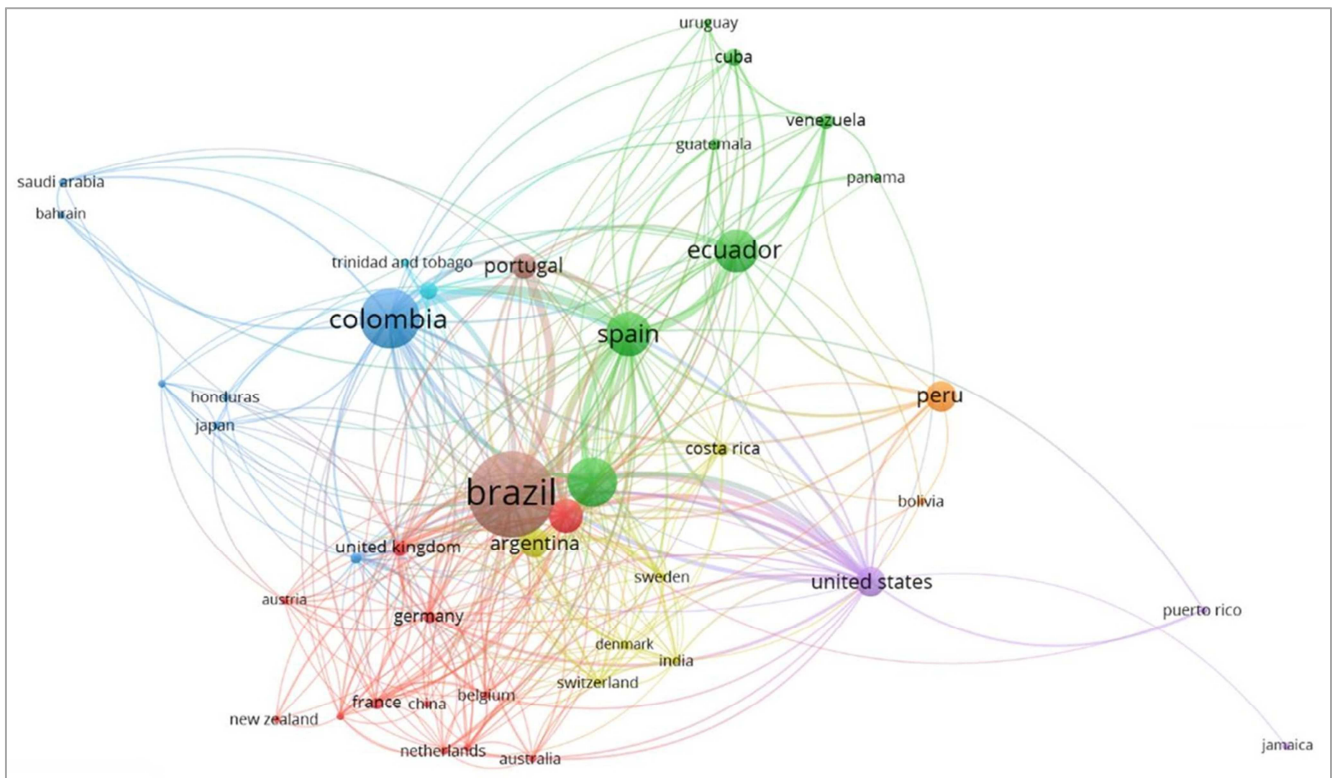 uruguay
cuba
venezuela
guatemala
panama
saudi arabia
bahrain
ecuador
trinidad and tobago
portugal
colombia
spain
honduras
peru
japan
costa rica
brazil
bolivia
argentina
united kingdom
sweden
united states
austria
puerto rico
germany
denmark
india
switzerland
belgium
france
china
new zealand
jamaica
netherlands
australia